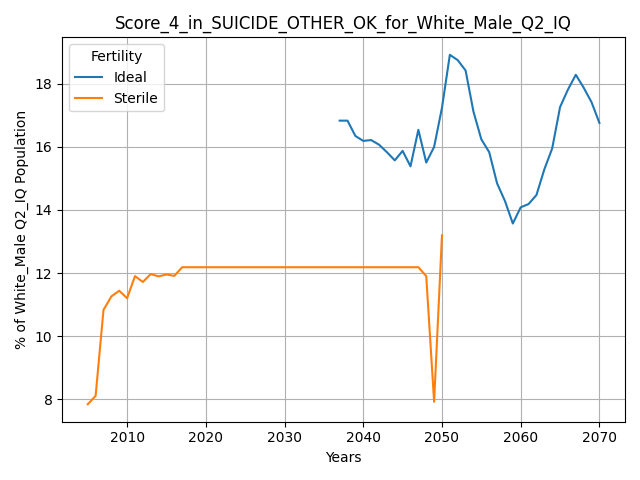 Score_4_in_SUICIDE_OTHER_OK_for_White_Male_Q2_IQ
Fertility
Ideal
Sterile
% of White_Male Q2_IQ Population
18
16
14
12
10
8
2010 2020 2030 2040 2050 2060 2070
Years